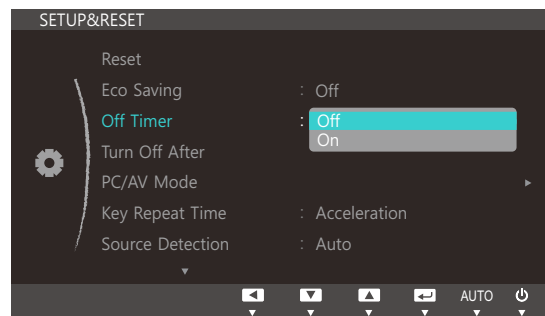 SETUP&RESET
Reset
Eco Saving : Off
Off Timer : Off
On
Turn Off After
PC/AV Mode
Key Repeat Time : Acceleration
Source Detection : Auto
AUTO